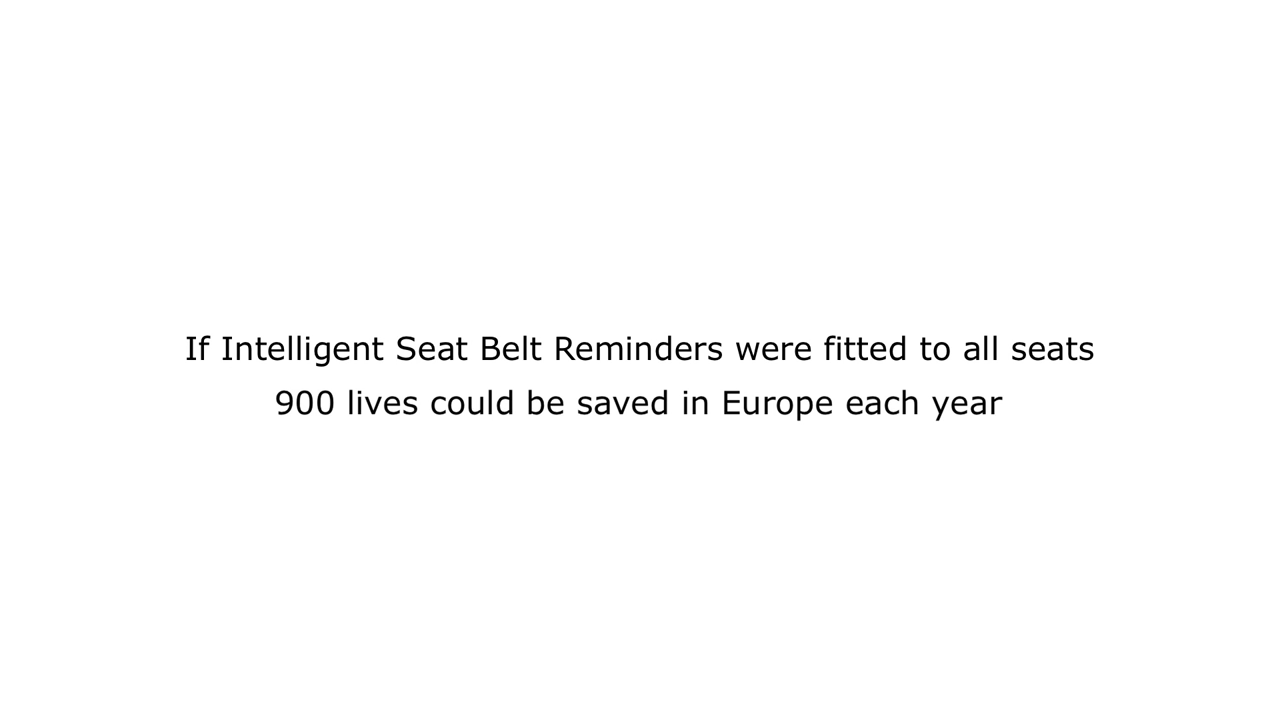 If Intelligent Seat Belt Reminders were fitted to all seats
900 lives could be saved in Europe each year